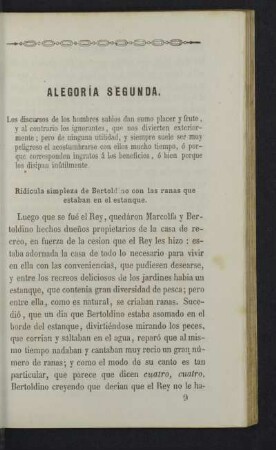 ALEGORÍA SEGUNDA.
Los discursos de los hombres sabios dan como placer y fruto,
y al contrario los ignorantes, que nos divierten exterior-
mente; pero de ninguna utilidad, y siempre suele ser muy
peligroso el acostumbrarse con ellos mucho tiempo, ó por-
que corresponden ingratos á los beneficios, ó bien porque
los disipan inútilmente.
Ridícula simpleza de Bertoldino con las ranas que
estaban en el estanque.
Luego que se fué el Rey, quedáron Marcolfa y Ber-
toldino hechos dueños propietarios de la casa de re-
creo, en fuerza de la cesion que el Rey les hizo; es-
taba adornada la casa de todo lo necesario para vivir
en ella con las conveniencias, que pudiesen desearse,
y entre los recreos deliciosos de los jardines habia un
estanque, que contenia gran diversidad de pesca; pero
entre ella, como es natural, se criaban ranas. Suce-
dió, que un dia que Bertoldino estaba asomado en el
borde del estanque, divirtiéndose mirando los peces,
que corrian y saltaban en el agua, reparó que al mis-
mo tiempo nadaban y cantaban muy recio un gran nú-
mero de ranas; y como el modo de su canto es tan
particular, que parece que dicen cuatro, cuatro,
Bertoldino creyendo que decian que el Rey no le ha-
9